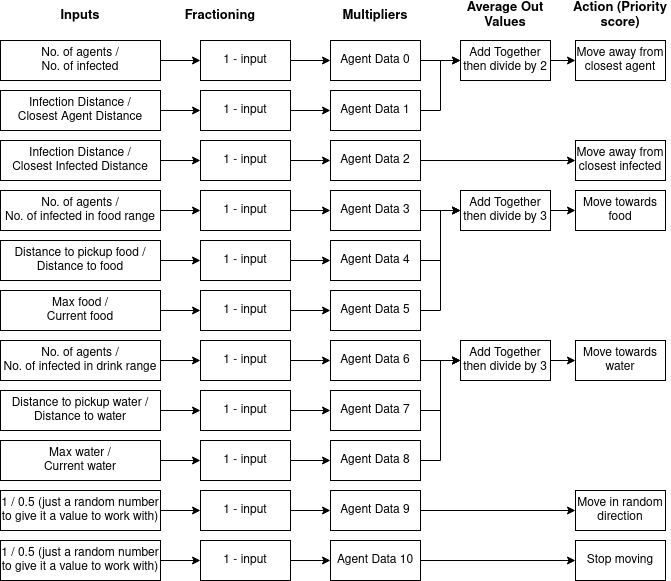 Inputs
Fractioning
Multipliers
Average Out
Values
Action (Priority
score)
No. of agents /
No. of infected
1 - input
Agent Data 0
Add Together
then divide by 2
Move away from
closest agent
Infection Distance /
Closest Agent Distance
1 - input
Agent Data 1
Infection Distance /
Closest Infected Distance
1 - input
Agent Data 2
Move away from
closest infected
No. of agents /
No. of infected in food range
1 - input
Agent Data 3
Add Together
then divide by 3
Move towards
food
Distance to pickup food /
Distance to food
1 - input
Agent Data 4
Max food /
Current food
1 - input
Agent Data 5
No. of agents /
No. of infected in drink range
1 - input
Agent Data 6
Add Together
then divide by 3
Move towards
water
Distance to pickup water /
Distance to water
1 - input
Agent Data 7
Max water /
Current water
1 - input
Agent Data 8
1 / 0.5 (just a random number
to give it a value to work with)
1 - input
Agent Data 9
Move in random
direction
1 / 0.5 (just a random number
to give it a value to work with)
1 - input
Agent Data 10
Stop moving